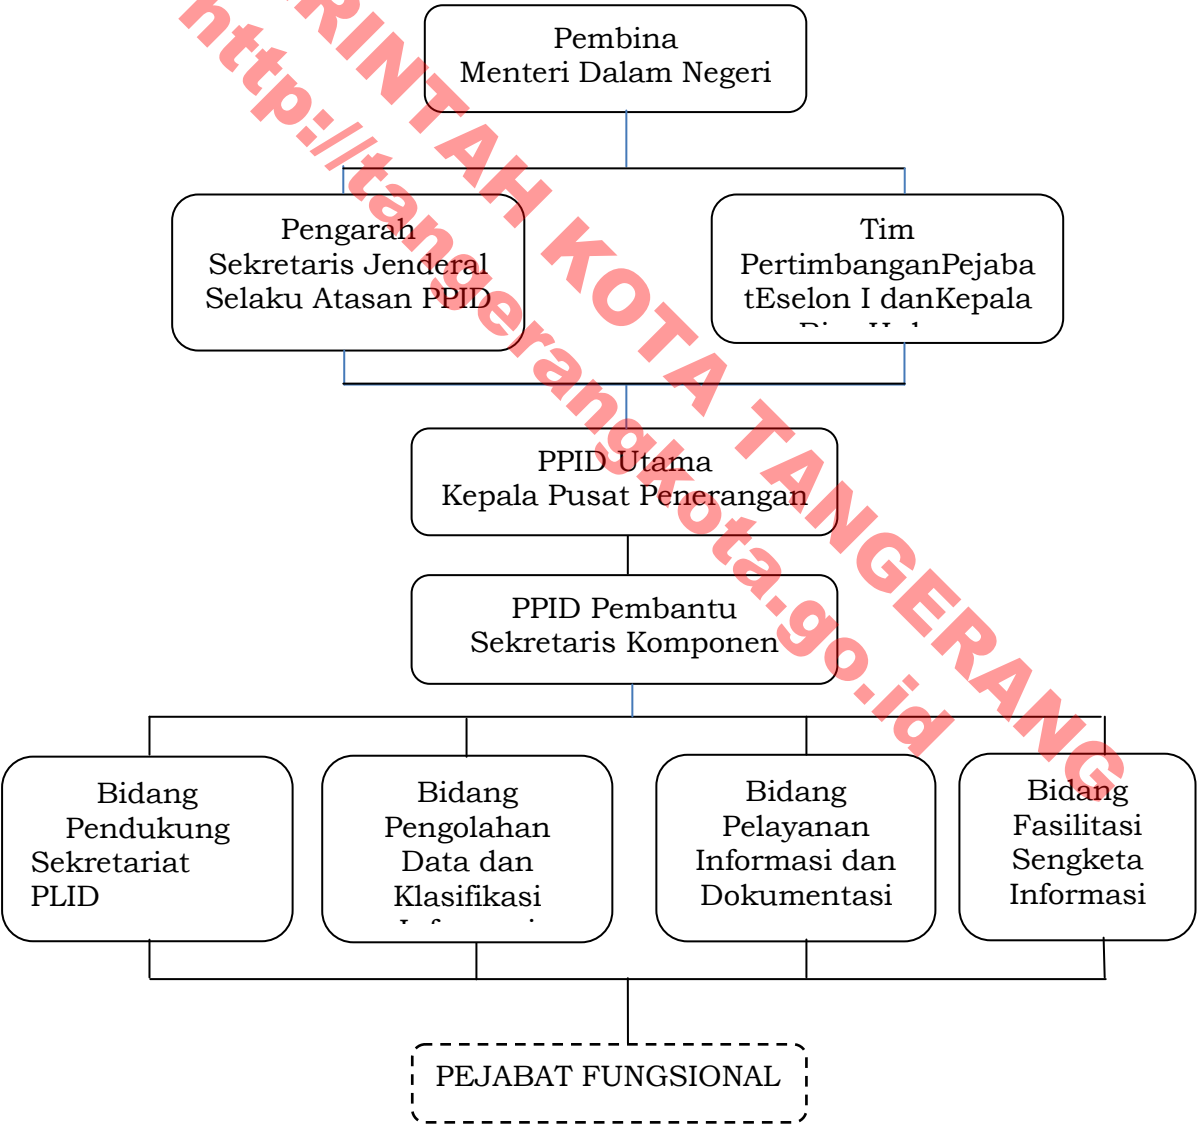 Pembina
Menteri Dalam Negeri
Pengarah
Sekretaris Jenderal
Selaku Atasan PPID
Tim
PertimbanganPejaba
tEselon I danKepala
PPID Utama
Kepala Pusat Penerangan
PPID Pembantu
Sekretaris Komponen
Bidang
Pendukung
Sekretariat
PLID
Bidang
Pengolahan
Data dan
Klasifikasi
Bidang
Pelayanan
Informasi dan
Dokumentasi
Bidang
Fasilitasi
Sengketa
Informasi
PEJABAT FUNGSIONAL
KOTA TANGERANG
http://tangerangkota.go.id